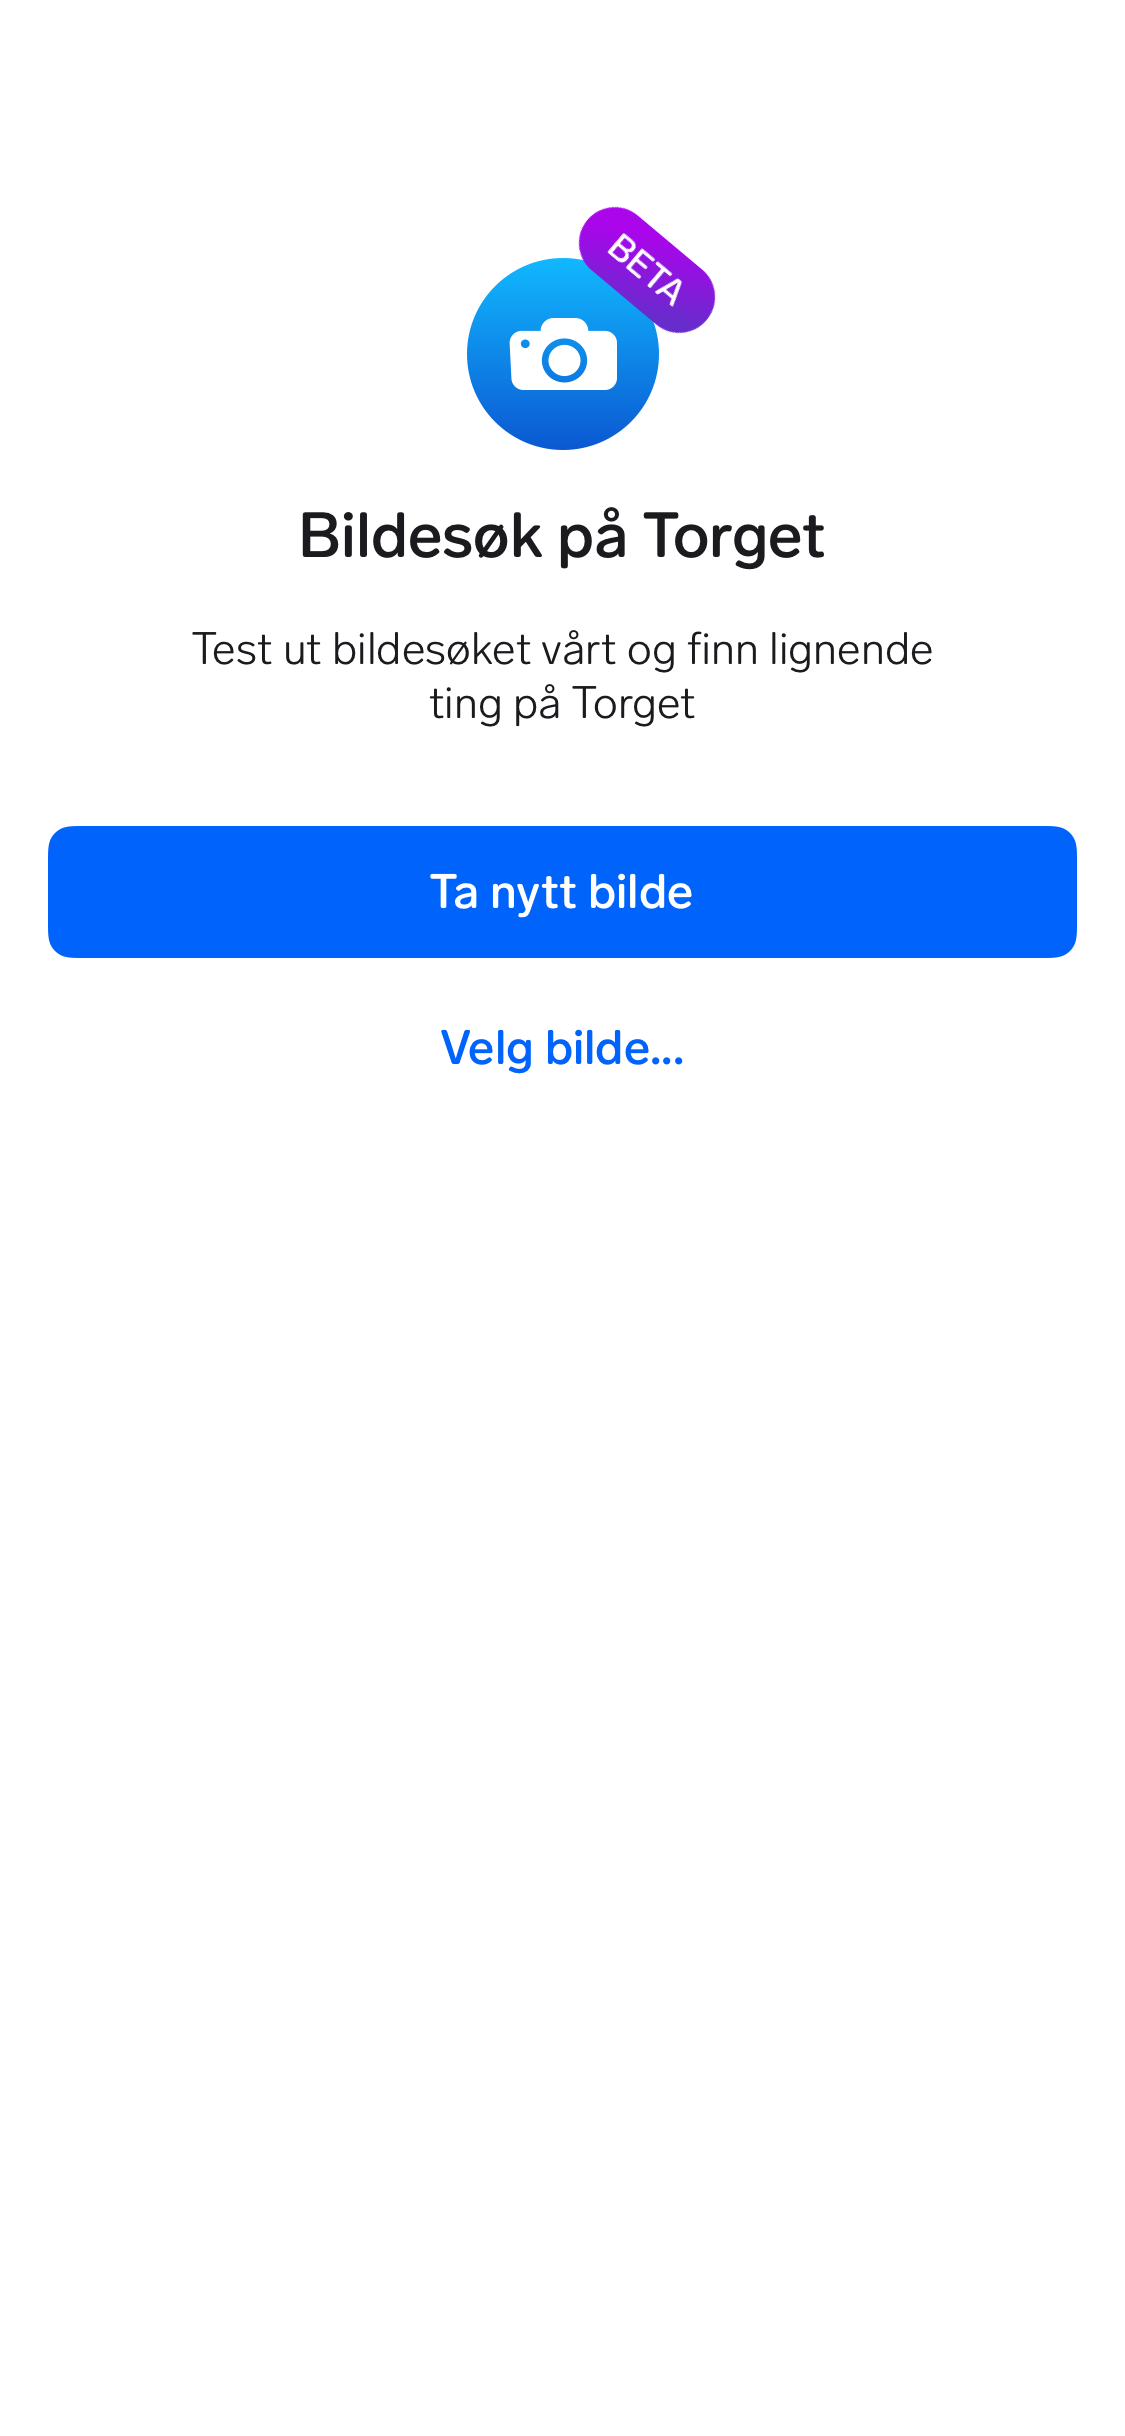 BETA
Bildesøk på Torget
Test ut bildesøket vårt og finn lignende
ting på Torget
Ta nytt bilde
Velg bilde...